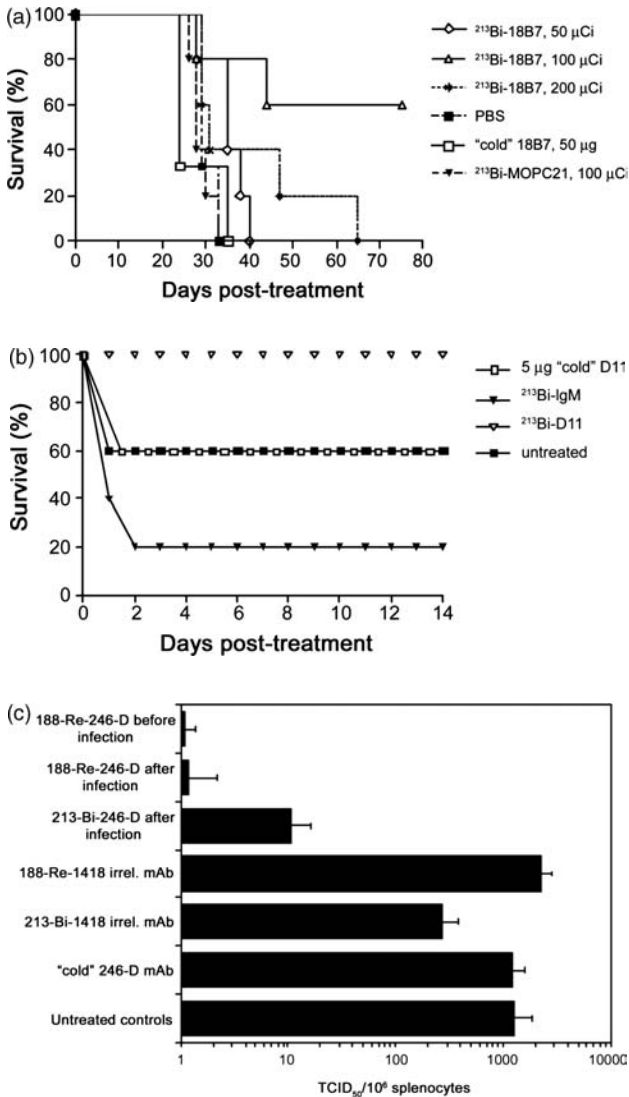 (a)
100
80
60
40
20
0
Survival (%)
0 10 20 30 40 50 60 70 80
Days post-treatment
²¹³Bi-18B7, 50 μCi
²¹³Bi-18B7, 100 μCi
²¹³Bi-18B7, 200 μCi
PBS
"cold" 18B7, 50 μg
²¹³Bi-MOPC21, 100 μCi
(b)
100
80
60
40
20
0
Survival (%)
0 2 4 6 8 10 12 14
Days post-treatment
5 μg "cold" D11
²¹³Bi-IgM
²¹³Bi-D11
untreated
(c)
188-Re-246-D before
infection
188-Re-246-D after
infection
213-Bi-246-D after
infection
188-Re-1418 irrel. mAb
213-Bi-1418 irrel. mAb
"cold" 246-D mAb
Untreated controls
1 10 100 1000 10000
TCID₅₀/10⁶ splenocytes